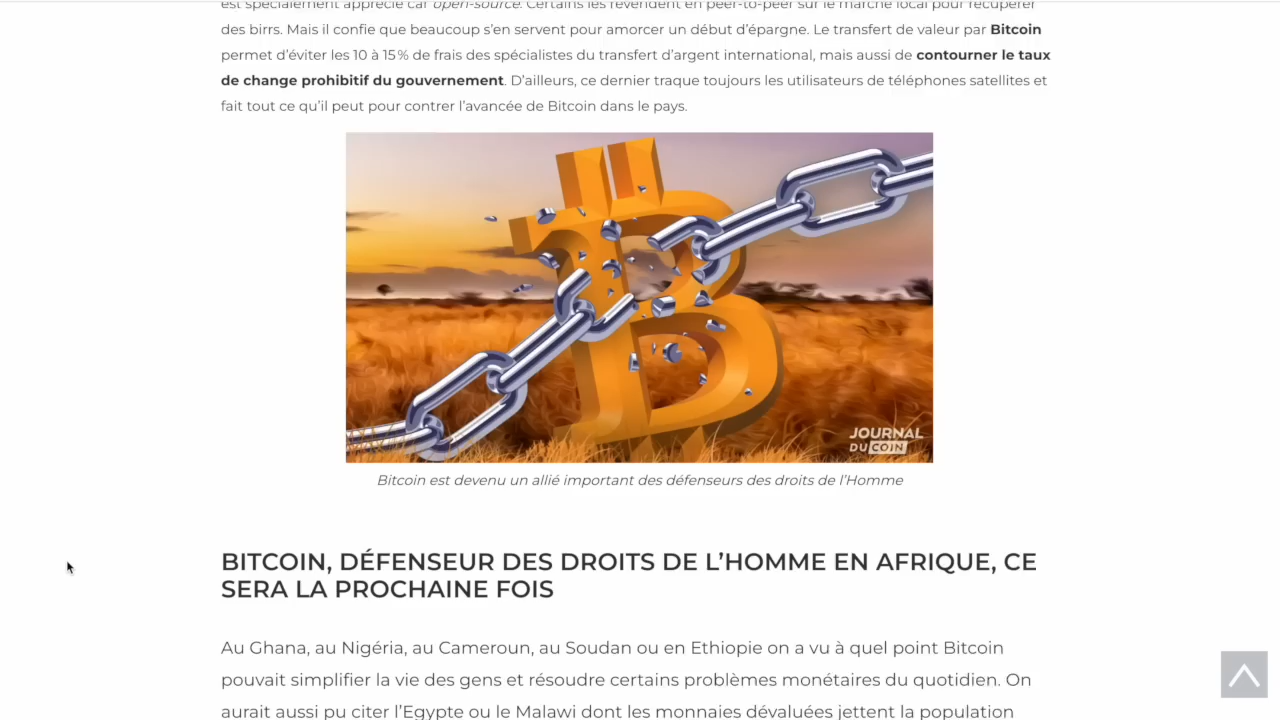 est spécialement apprécié car open-source. Certains les revendent en peer-to-peer sur le marché local pour récupérer
des birrs. Mais il confie que beaucoup s’en servent pour amorcer un début d’épargne. Le transfert de valeur par Bitcoin
permet d’éviter les 10 à 15 % de frais des spécialistes du transfert d’argent international, mais aussi de contourner le taux
de change prohibitif du gouvernement. D’ailleurs, ce dernier traque toujours les utilisateurs de téléphones satellites et
fait tout ce qu’il peut pour contrer l’avancée de Bitcoin dans le pays.
JOURNAL
DU COIN
Bitcoin est devenu un allié important des défenseurs des droits de l’Homme
BITCOIN, DÉFENSEUR DES DROITS DE L’HOMME EN AFRIQUE, CE
SERA LA PROCHAINE FOIS
Au Ghana, au Nigéria, au Cameroun, au Soudan ou en Ethiopie on a vu à quel point Bitcoin
pouvait simplifier la vie des gens et résoudre certains problèmes monétaires du quotidien. On
aurait aussi pu citer l’Egypte ou le Malawi dont les monnaies dévaluées jettent la population